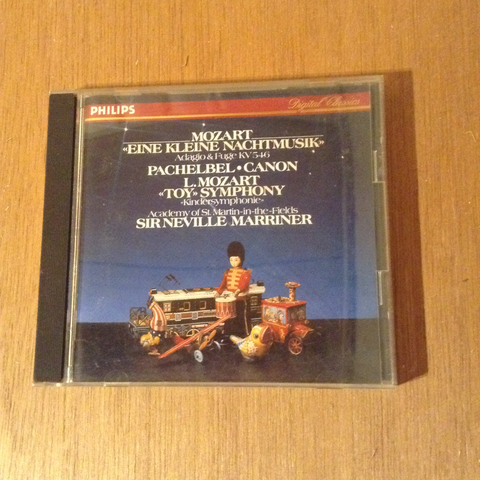 PHILIPS
Digital Classics
MOZART
«EINE KLEINE NACHTMUSIK»
Adagio & Fuge KV 546
PACHELBEL • CANON
L. MOZART
«TOY» SYMPHONY
«Kindersymphonie»
Academy of St. Martin-in-the-Fields
SIR NEVILLE MARRINER